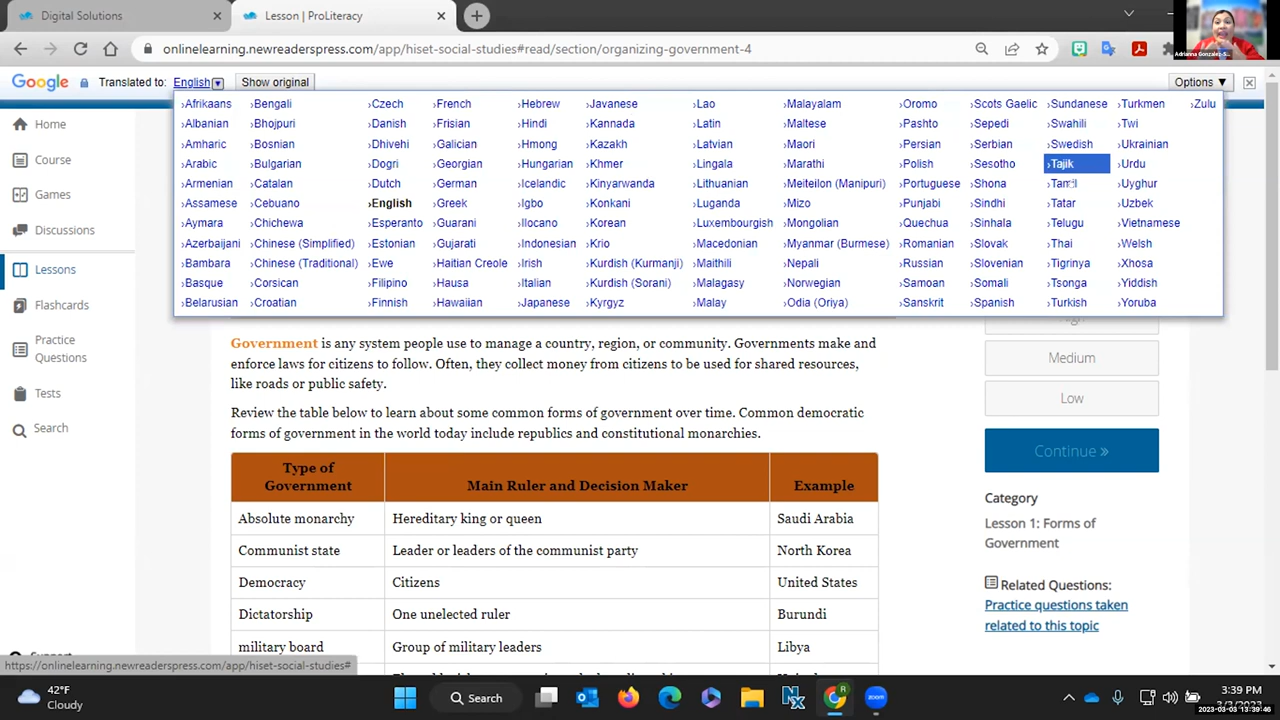 Digital Solutions
Lesson | ProLiteracy
onlinelearning.newreaderspress.com/app/hiset-social-studies#read/section/organizing-government-4
Google Translated to: English Show original Options ▼
›Afrikaans ›Bengali ›Czech ›French ›Hebrew ›Javanese ›Lao ›Malayalam ›Oromo ›Scots Gaelic ›Sundanese ›Turkmen ›Zulu
›Albanian ›Bhojpuri ›Danish ›Frisian ›Hindi ›Kannada ›Latin ›Maltese ›Pashto ›Sepedi ›Swahili ›Twi
›Amharic ›Bosnian ›Dhivehi ›Galician ›Hmong ›Kazakh ›Latvian ›Maori ›Persian ›Serbian ›Swedish ›Ukrainian
›Arabic ›Bulgarian ›Dogri ›Georgian ›Hungarian ›Khmer ›Lingala ›Marathi ›Polish ›Sesotho ›Tajik ›Urdu
›Armenian ›Catalan ›Dutch ›German ›Icelandic ›Kinyarwanda ›Lithuanian ›Meiteilon (Manipuri) ›Portuguese ›Shona ›Tamil ›Uyghur
›Assamese ›Cebuano ›English ›Greek ›Igbo ›Konkani ›Luganda ›Mizo ›Punjabi ›Sindhi ›Tatar ›Uzbek
›Aymara ›Chichewa ›Esperanto ›Guarani ›Ilocano ›Korean ›Luxembourgish ›Mongolian ›Quechua ›Sinhala ›Telugu ›Vietnamese
›Azerbaijani ›Chinese (Simplified) ›Estonian ›Gujarati ›Indonesian ›Krio ›Macedonian ›Myanmar (Burmese) ›Romanian ›Slovak ›Thai ›Welsh
›Bambara ›Chinese (Traditional) ›Ewe ›Haitian Creole ›Irish ›Kurdish (Kurmanji) ›Maithili ›Nepali ›Russian ›Slovenian ›Tigrinya ›Xhosa
›Basque ›Corsican ›Filipino ›Hausa ›Italian ›Kurdish (Sorani) ›Malagasy ›Norwegian ›Samoan ›Somali ›Tsonga ›Yiddish
›Belarusian ›Croatian ›Finnish ›Hawaiian ›Japanese ›Kyrgyz ›Malay ›Odia (Oriya) ›Sanskrit ›Spanish ›Turkish ›Yoruba
Home
Course
Games
Discussions
Lessons
Flashcards
Practice
Questions
Tests
Search
Government is any system people use to manage a country, region, or community. Governments make and
enforce laws for citizens to follow. Often, they collect money from citizens to be used for shared resources,
like roads or public safety.
Review the table below to learn about some common forms of government over time. Common democratic
forms of government in the world today include republics and constitutional monarchies.
Type of Government Main Ruler and Decision Maker Example
Absolute monarchy Hereditary king or queen Saudi Arabia
Communist state Leader or leaders of the communist party North Korea
Democracy Citizens United States
Dictatorship One unelected ruler Burundi
military board Group of military leaders Libya
Medium
Low
Continue »
Category
Lesson 1: Forms of
Government
Related Questions:
Practice questions taken
related to this topic
https://onlinelearning.newreaderspress.com/app/hiset-social-studies#
42°F
Cloudy
Search
zoom
3:39 PM
2023-03-03 13:39:46